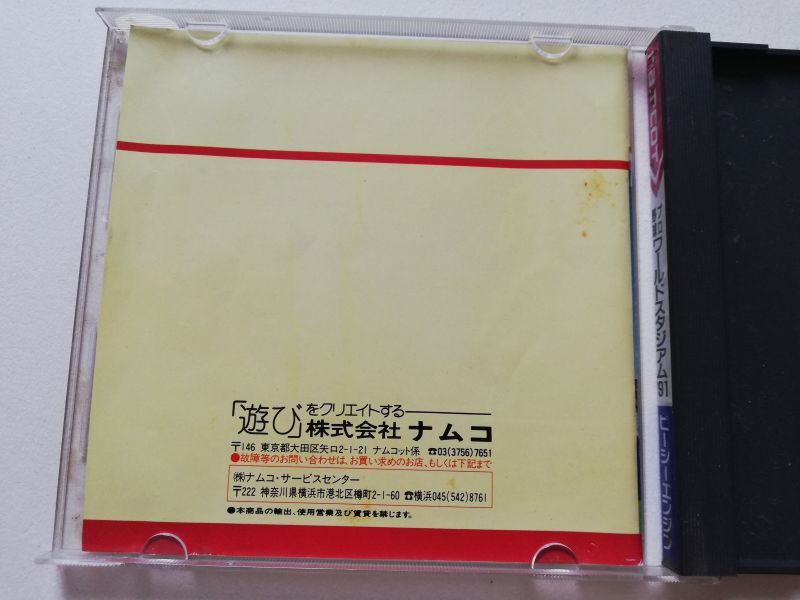 「遊び」をクリエイトする
株式会社 ナムコ
〒146 東京都大田区矢口2-1-21 ナムコット係 ☎03(3756)7651
●故障等のお問い合わせは、お買い求めのお店、もしくは下記まで
㈱ナムコ・サービスセンター
〒222 神奈川県横浜市港北区樽町2-1-60 ☎横浜045(542)8761
●本商品の輸出、使用営業及び賃貸を禁じます。
namcot
プロ野球ワールドスタジアム'91
ピーシーエンジン